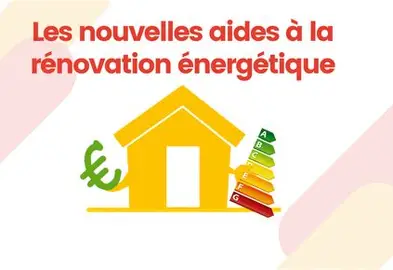 Les nouvelles aides à la
rénovation énergétique
€
A
B
C
D
E
F
G